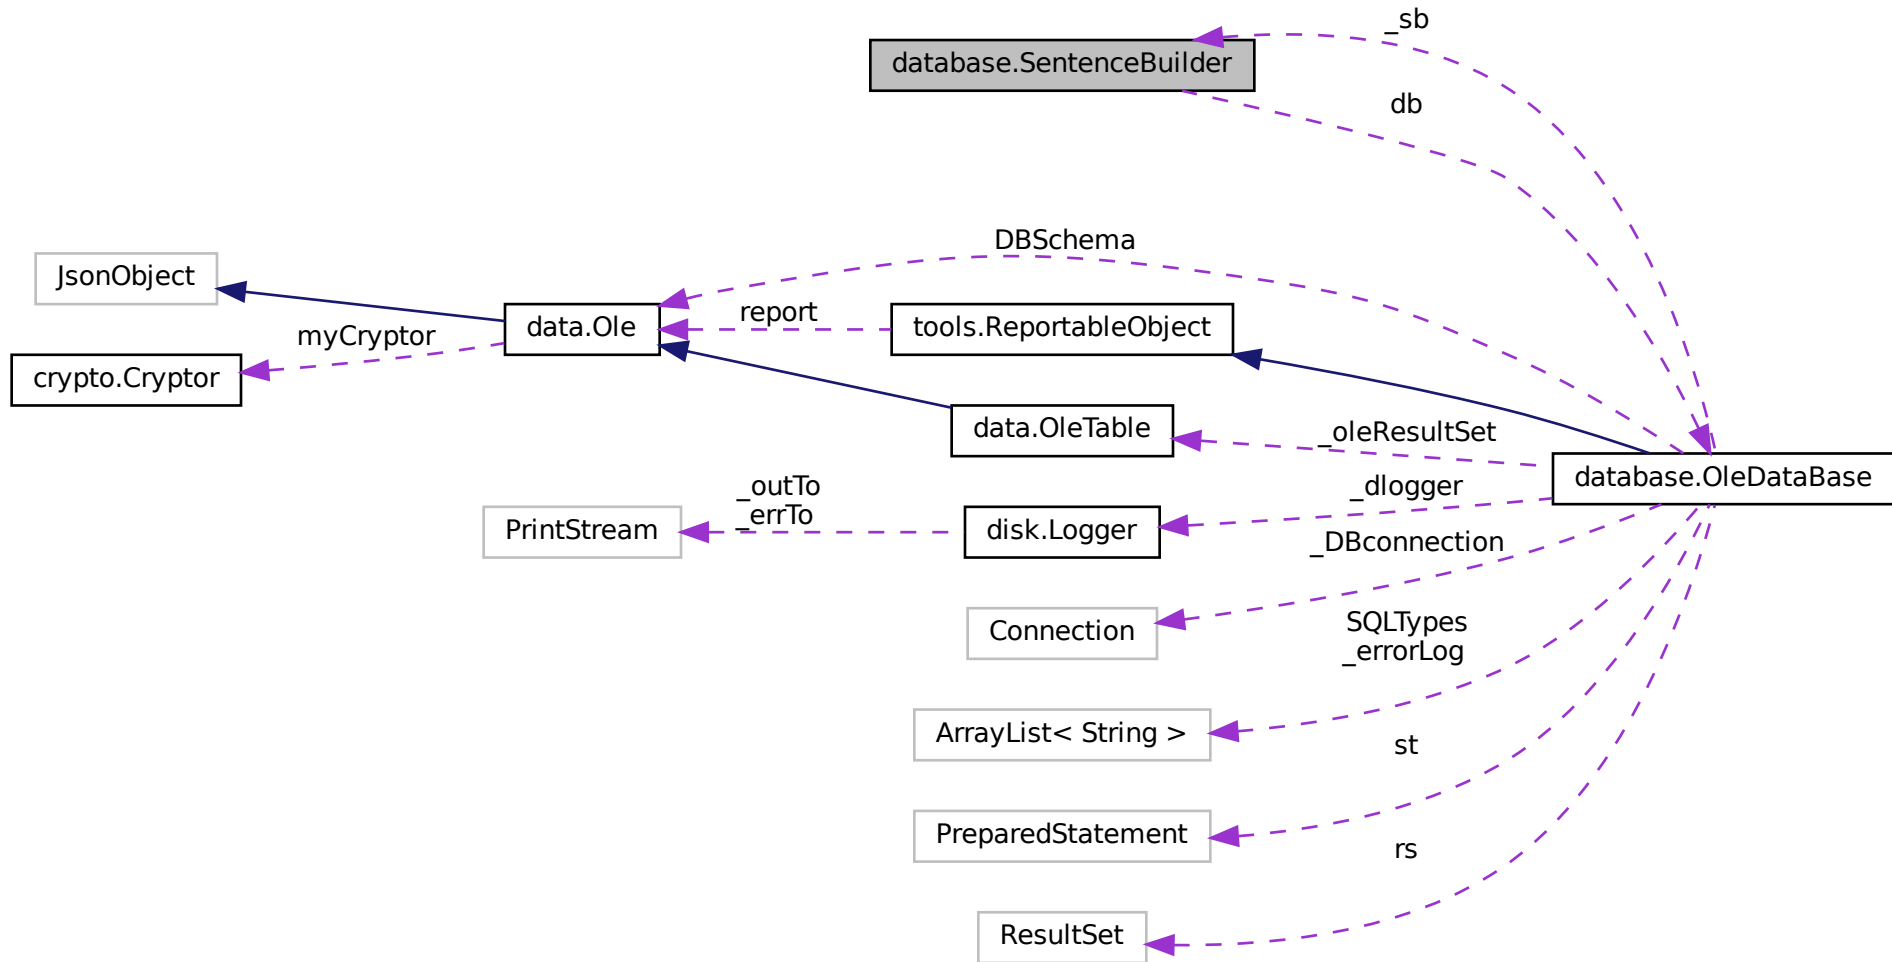 _sb
database.SentenceBuilder
db
DBSchema
JsonObject
report
data.Ole
tools.ReportableObject
myCryptor
crypto.Cryptor
data.OleTable
_oleResultSet
database.OleDataBase
_outTo
_errTo
_dlogger
PrintStream
disk.Logger
_DBconnection
Connection
SQLTypes
_errorLog
ArrayList< String >
st
PreparedStatement
rs
ResultSet